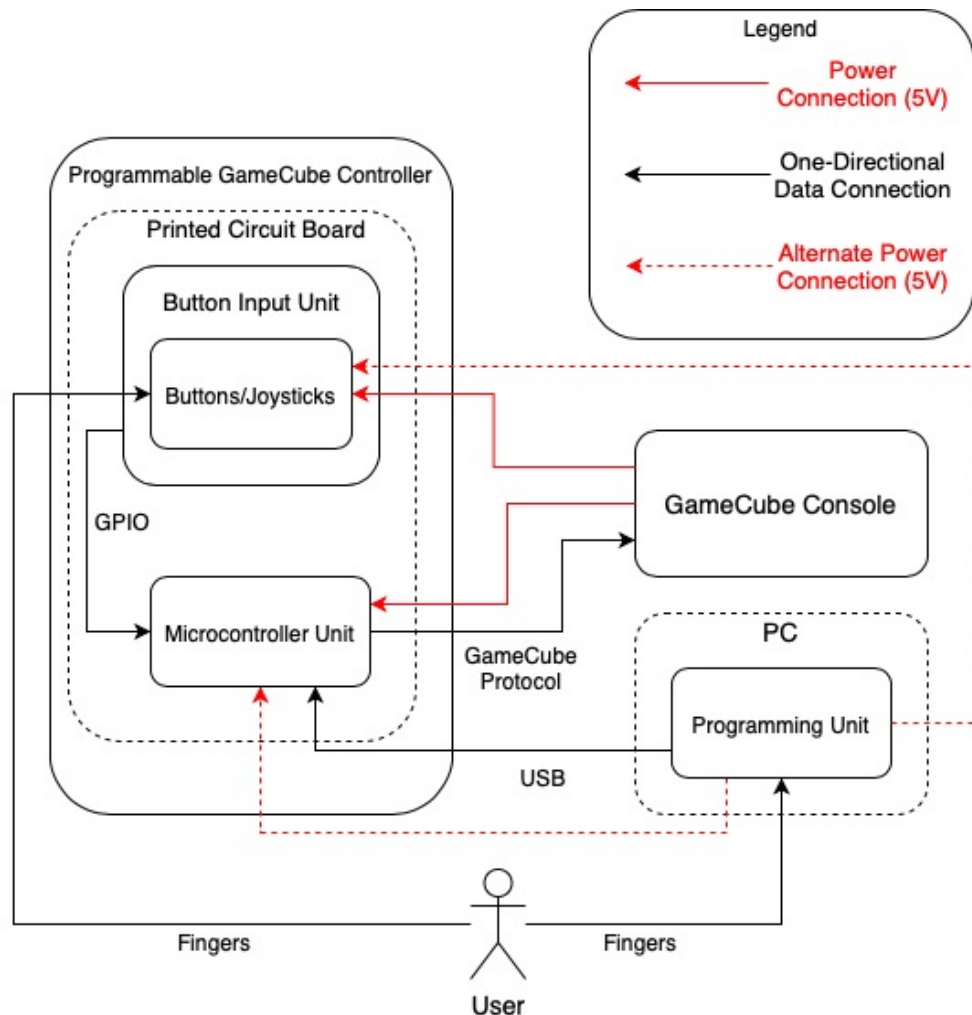 Legend
Power
Connection (5V)
One-Directional
Data Connection
Alternate Power
Connection (5V)
Programmable GameCube Controller
Printed Circuit Board
Button Input Unit
Buttons/Joysticks
GPIO
Microcontroller Unit
GameCube Console
GameCube
Protocol
PC
Programming Unit
USB
Fingers
Fingers
User